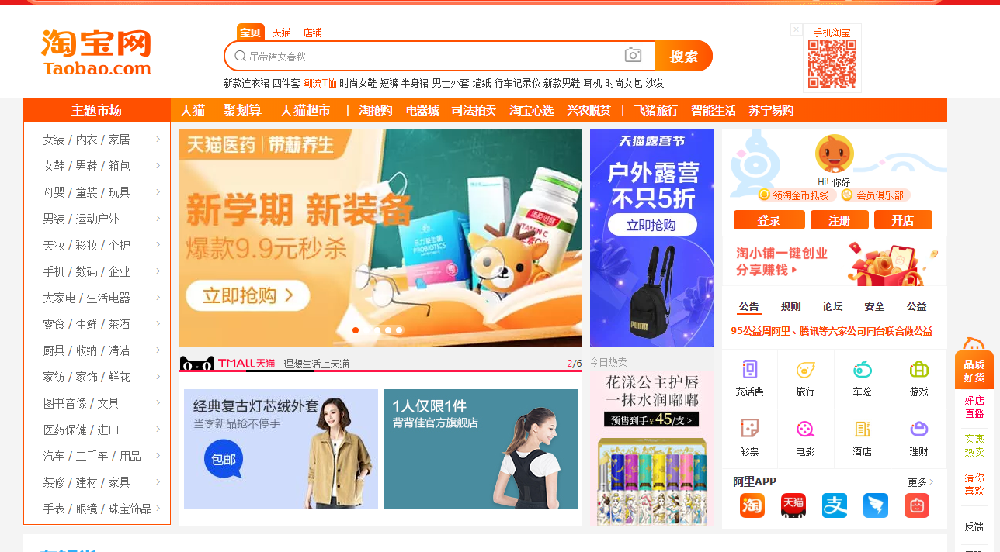 淘宝网
Taobao.com
宝贝 天猫 店铺
吊带裙女春秋
搜索
手机淘宝
新款连衣裙 四件套 潮流T恤 时尚女鞋 短裤 半身裙 男士外套 墙纸 行车记录仪 新款男鞋 耳机 时尚女包 沙发
主题市场
天猫 聚划算 天猫超市 | 淘抢购 电器城 司法拍卖 淘宝心选 兴农脱贫 | 飞猪旅行 智能生活 苏宁易购
女装 / 内衣 / 家居
女鞋 / 男鞋 / 箱包
母婴 / 童装 / 玩具
男装 / 运动户外
美妆 / 彩妆 / 个护
手机 / 数码 / 企业
大家电 / 生活电器
零食 / 生鲜 / 茶酒
厨具 / 收纳 / 清洁
家纺 / 家饰 / 鲜花
图书音像 / 文具
医药保健 / 进口
汽车 / 二手车 / 用品
装修 / 建材 / 家具
手表 / 眼镜 / 珠宝饰品
天猫医药 | 带薪养生
新学期 新装备
爆款9.9元秒杀
立即抢购
PROBIOTICS
TMALL天猫 理想生活上天猫
2/6
经典复古灯芯绒外套
当季新品抢不停手
包邮
1人仅限1件
背背佳官方旗舰店
天猫露营节
户外露营
不只5折
立即抢购
PUMA
今日热卖
花漾公主护唇
一抹水润嘟嘟
预售到手¥45/支 >
Hi! 你好
领淘金币抵钱 会员俱乐部
登录 注册 开店
淘小铺一键创业
分享赚钱
公告 规则 论坛 安全 公益
95公益周阿里、腾讯等六家公司同台联合做公益
充话费 旅行 车险 游戏
彩票 电影 酒店 理财
阿里APP 更多
淘 天猫 支
品质
好货
好店
直播
实惠
热卖
猜你
喜欢
反馈